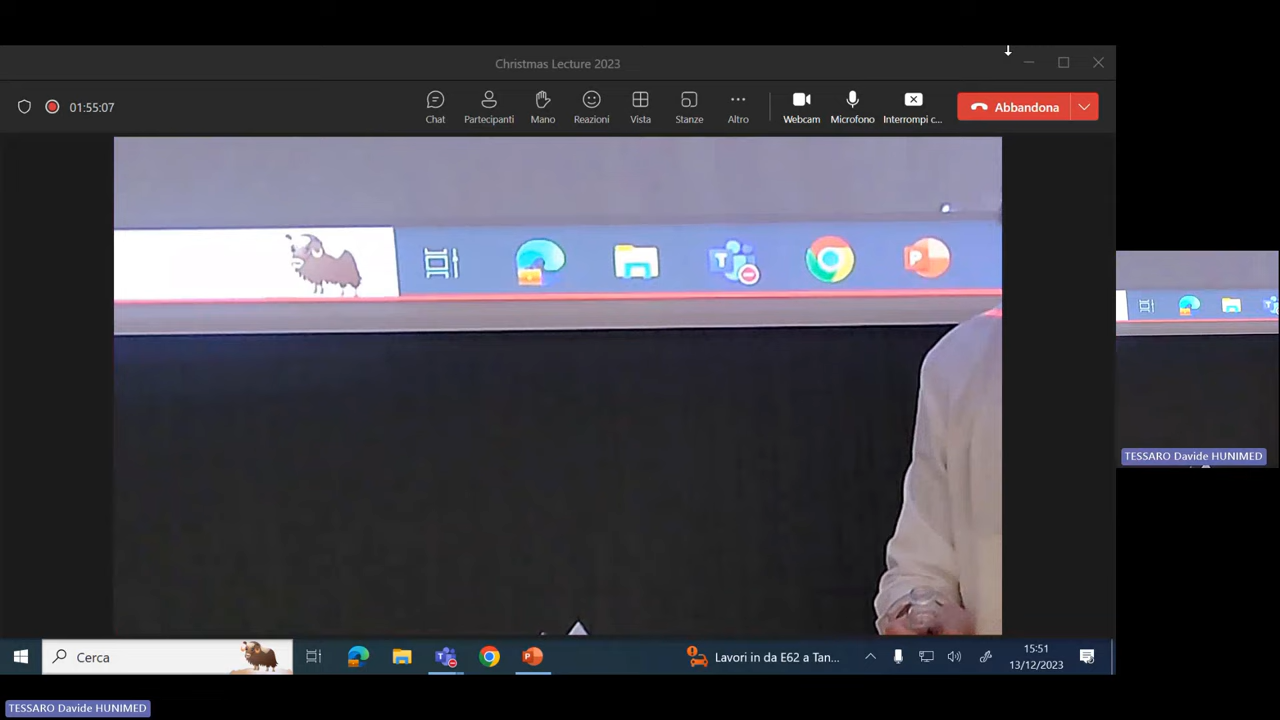 Christmas Lecture 2023
01:55:07
Chat
Partecipanti
Mano
Reazioni
Vista
Stanze
Altro
Webcam
Microfono
Interrompi c...
Abbandona
T
P
T
TESSARO Davide HUNIMED
Cerca
T
P
Lavori in da E62 a Tan...
15:51
13/12/2023
TESSARO Davide HUNIMED